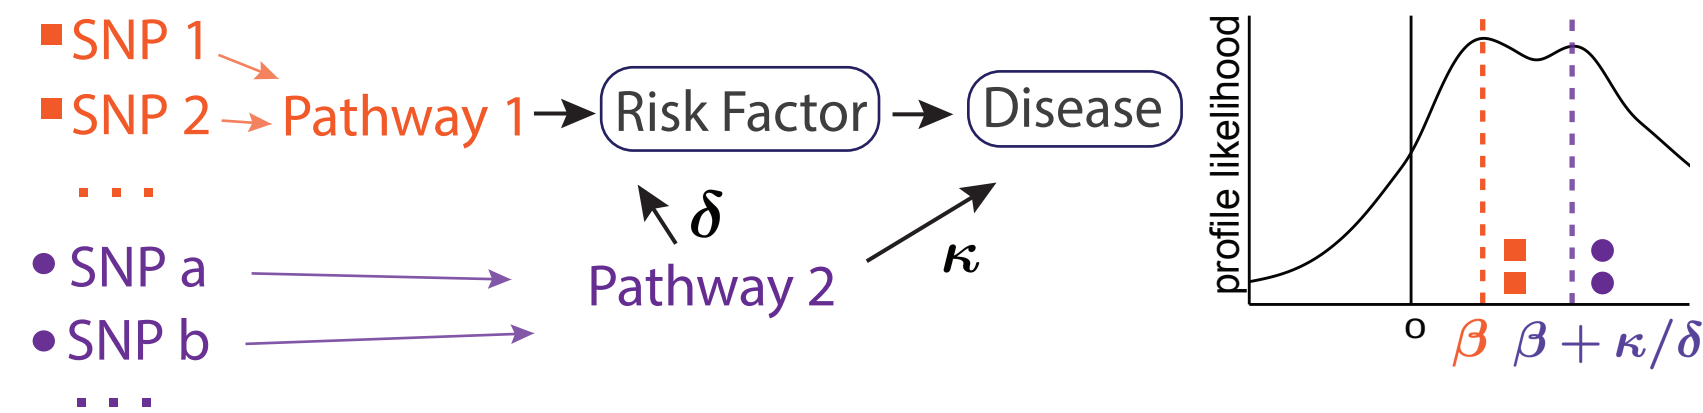 SNP 1
SNP 2
Pathway 1
Risk Factor
Disease
. . .
δ
κ
SNP a
Pathway 2
SNP b
. . .
profile likelihood
0
β
β + κ/δ